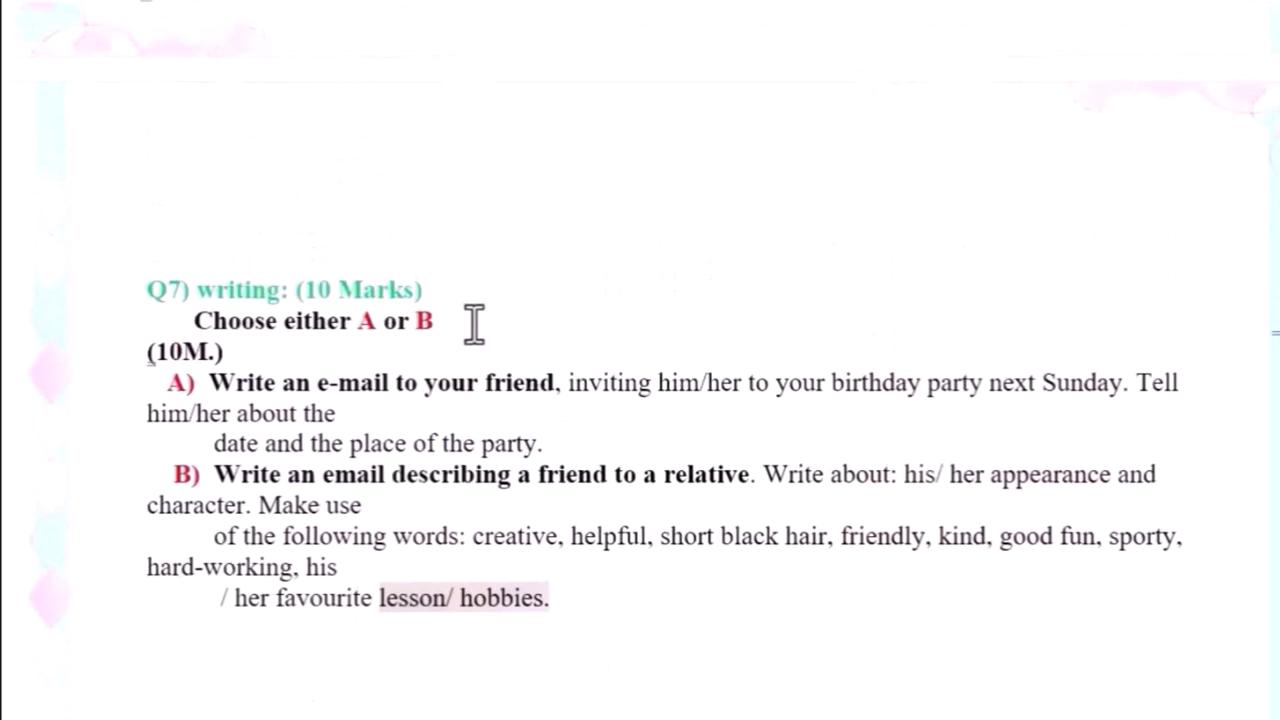 Q7) writing: (10 Marks)
Choose either A or B
(10M.)
A) Write an e-mail to your friend, inviting him/her to your birthday party next Sunday. Tell
him/her about the
date and the place of the party.
B) Write an email describing a friend to a relative. Write about: his/ her appearance and
character. Make use
of the following words: creative, helpful, short black hair, friendly, kind, good fun, sporty,
hard-working, his
/ her favourite lesson/ hobbies.